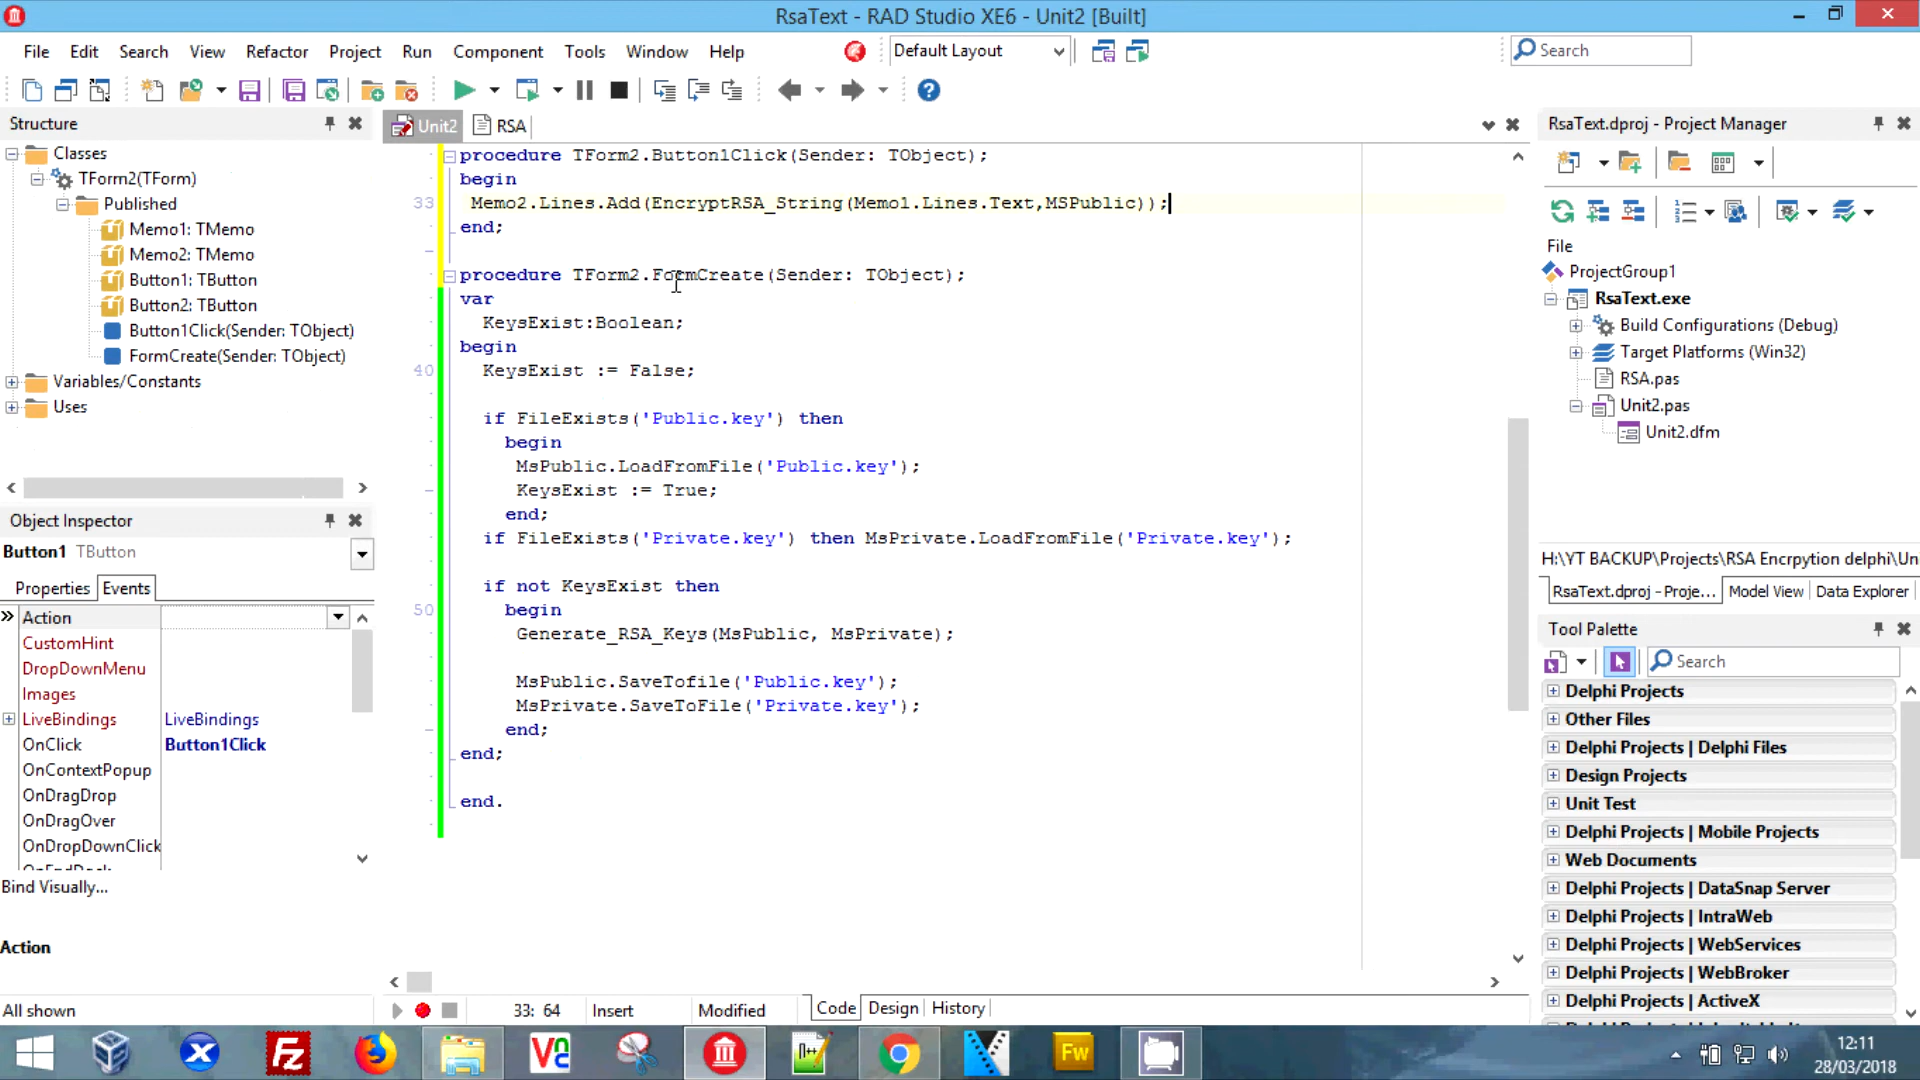 RsaText - RAD Studio XE6 - Unit2 [Built]
File Edit Search View Refactor Project Run Component Tools Window Help
Default Layout
Search
Structure
Unit2
RSA
RsaText.dproj - Project Manager
Classes
TForm2(TForm)
Published
Memo1: TMemo
Memo2: TMemo
Button1: TButton
Button2: TButton
Button1Click(Sender: TObject)
FormCreate(Sender: TObject)
Variables/Constants
Uses
procedure TForm2.Button1Click(Sender: TObject);
begin
33 Memo2.Lines.Add(EncryptRSA_String(Memo1.Lines.Text,MSPublic));
end;
procedure TForm2.FormCreate(Sender: TObject);
var
KeysExist:Boolean;
begin
40 KeysExist := False;
if FileExists('Public.key') then
begin
MsPublic.LoadFromFile('Public.key');
KeysExist := True;
end;
if FileExists('Private.key') then MsPrivate.LoadFromFile('Private.key');
if not KeysExist then
50 begin
Generate_RSA_Keys(MsPublic, MsPrivate);
MsPublic.SaveTofile('Public.key');
MsPrivate.SaveToFile('Private.key');
end;
end;
end.
File
ProjectGroup1
RsaText.exe
Build Configurations (Debug)
Target Platforms (Win32)
RSA.pas
Unit2.pas
Unit2.dfm
H:\YT BACKUP\Projects\RSA Encrpytion delphi\Un
RsaText.dproj - Proje... Model View Data Explorer
Object Inspector
Button1 TButton
Properties Events
Action
CustomHint
DropDownMenu
Images
LiveBindings LiveBindings
OnClick Button1Click
OnContextPopup
OnDragDrop
OnDragOver
OnDropDownClick
Bind Visually...
Action
All shown
33: 64 Insert Modified Code Design History
Tool Palette
Search
Delphi Projects
Other Files
Delphi Projects | Delphi Files
Design Projects
Unit Test
Delphi Projects | Mobile Projects
Web Documents
Delphi Projects | DataSnap Server
Delphi Projects | IntraWeb
Delphi Projects | WebServices
Delphi Projects | WebBroker
Delphi Projects | ActiveX
Fw
12:11
28/03/2018